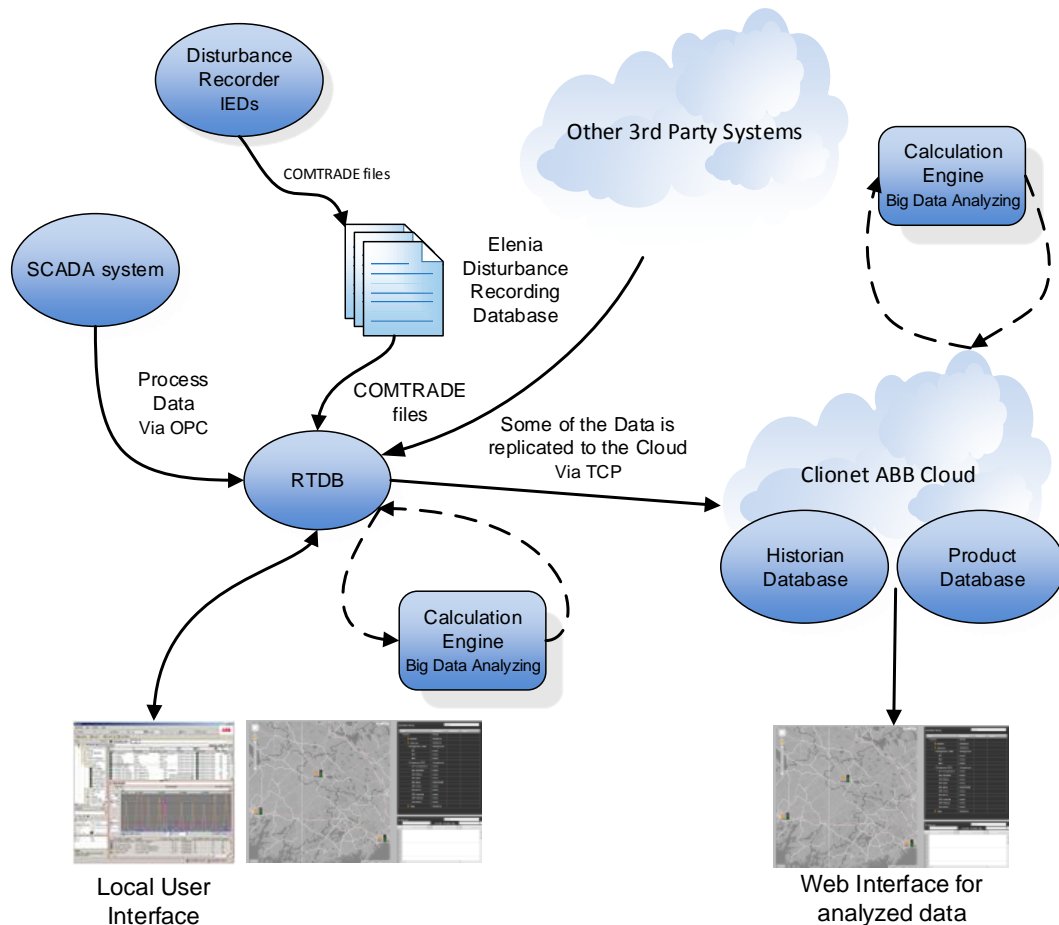 Disturbance
Recorder
IEDs
Other 3rd Party Systems
Calculation
Engine
Big Data Analyzing
COMTRADE files
SCADA system
Elenia
Disturbance
Recording
Database
Process
Data
Via OPC
COMTRADE
files
Some of the Data is
replicated to the Cloud
Via TCP
RTDB
Clionet ABB Cloud
Historian
Database
Product
Database
Calculation
Engine
Big Data Analyzing
Local User
Interface
Web Interface for
analyzed data